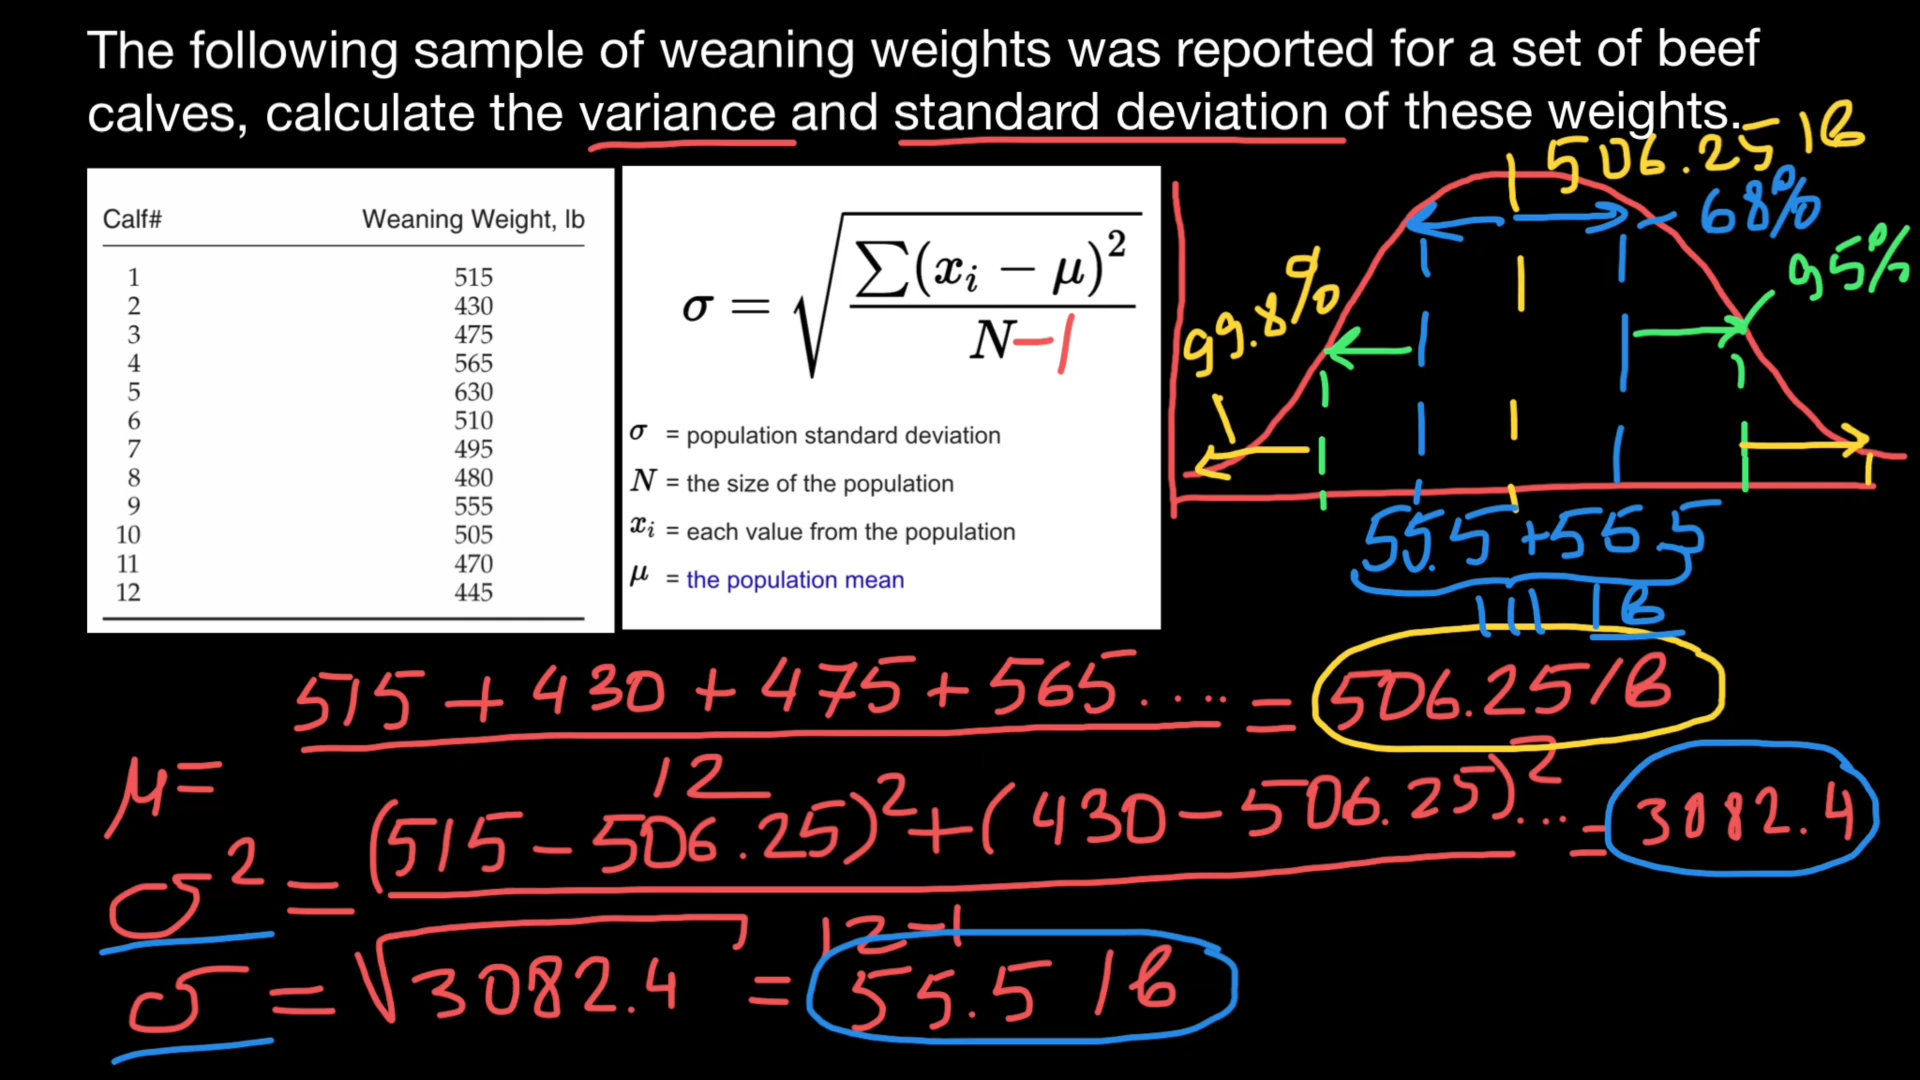 The following sample of weaning weights was reported for a set of beef
calves, calculate the variance and standard deviation of these weights.
Calf# Weaning Weight, lb
1 515
2 430
3 475
4 565
5 630
6 510
7 495
8 480
9 555
10 505
11 470
12 445
σ = √(∑(xᵢ − μ)² / N−1)
σ = population standard deviation
N = the size of the population
xᵢ = each value from the population
μ = the population mean
506.25 lb
68%
95%
99.8%
55.5 + 55.5
111 lb
μ = (515 + 430 + 475 + 565 .... / 12) = 506.25 lb
σ² = ((515 − 506.25)² + (430 − 506.25)² ... / 12−1) = 3082.4
σ = √3082.4 = 55.5 lb